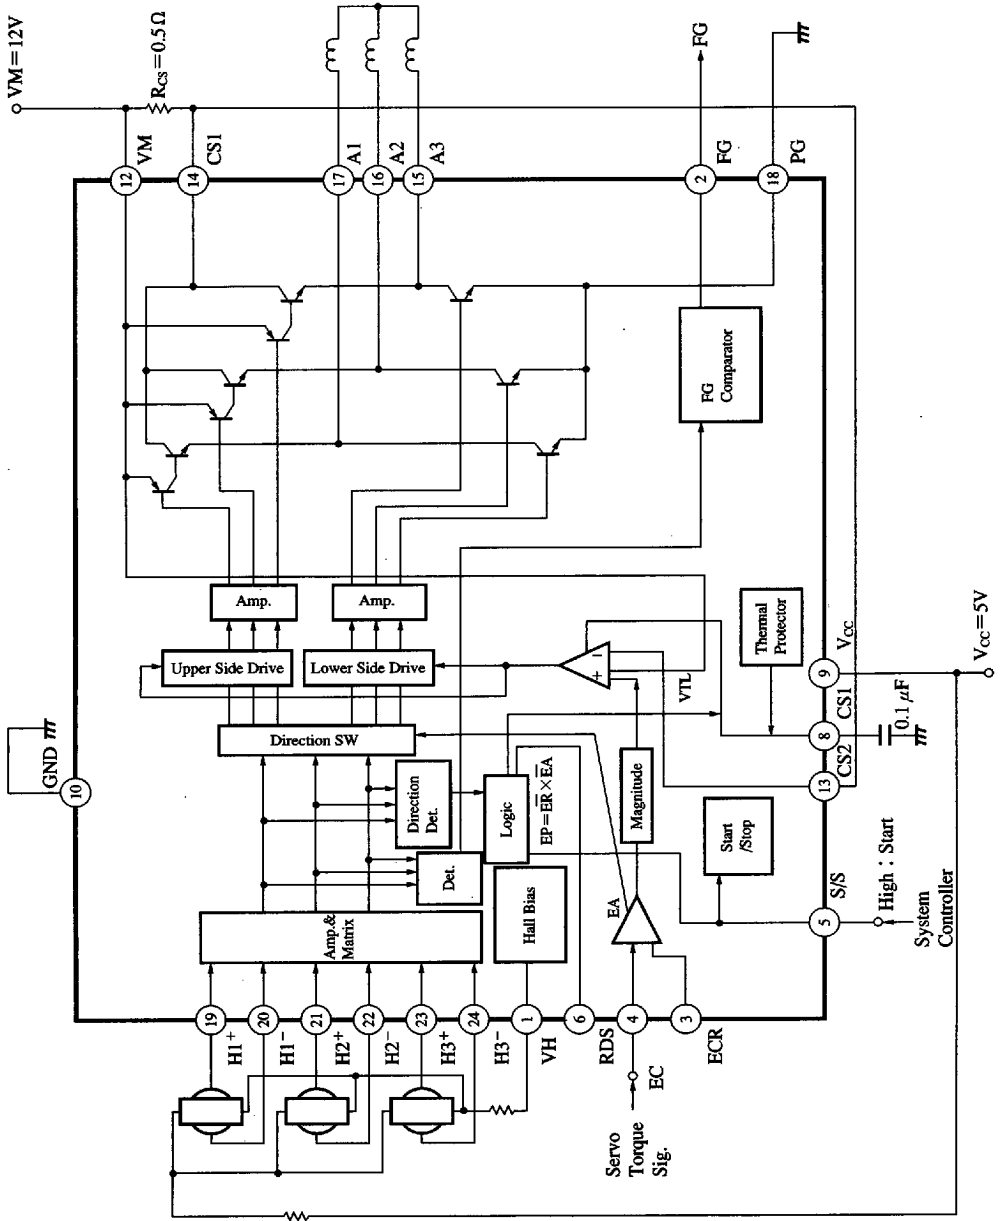 VM=12V
RCS=0.5Ω
12
VM
14
CS1
17
A1
16
A2
15
A3
2
FG
FG
18
PG
FG
Comparator
Amp.
Amp.
Upper Side Drive
Lower Side Drive
Direction SW
VTL
+
−
Thermal
Protector
9
VCC
VCC=5V
8
CS1
0.1 μF
13
CS2
GND
10
Direction
Det.
Det.
Logic
EP=E̅R̅×E̅A̅
Magnitude
Start
/Stop
5
S/S
High : Start
System
Controller
Amp.&
Matrix
Hall Bias
EA
19
H1+
20
H1−
21
H2+
22
H2−
23
H3+
24
H3−
1
VH
6
RDS
4
EC
3
ECR
Servo
Torque
Sig.